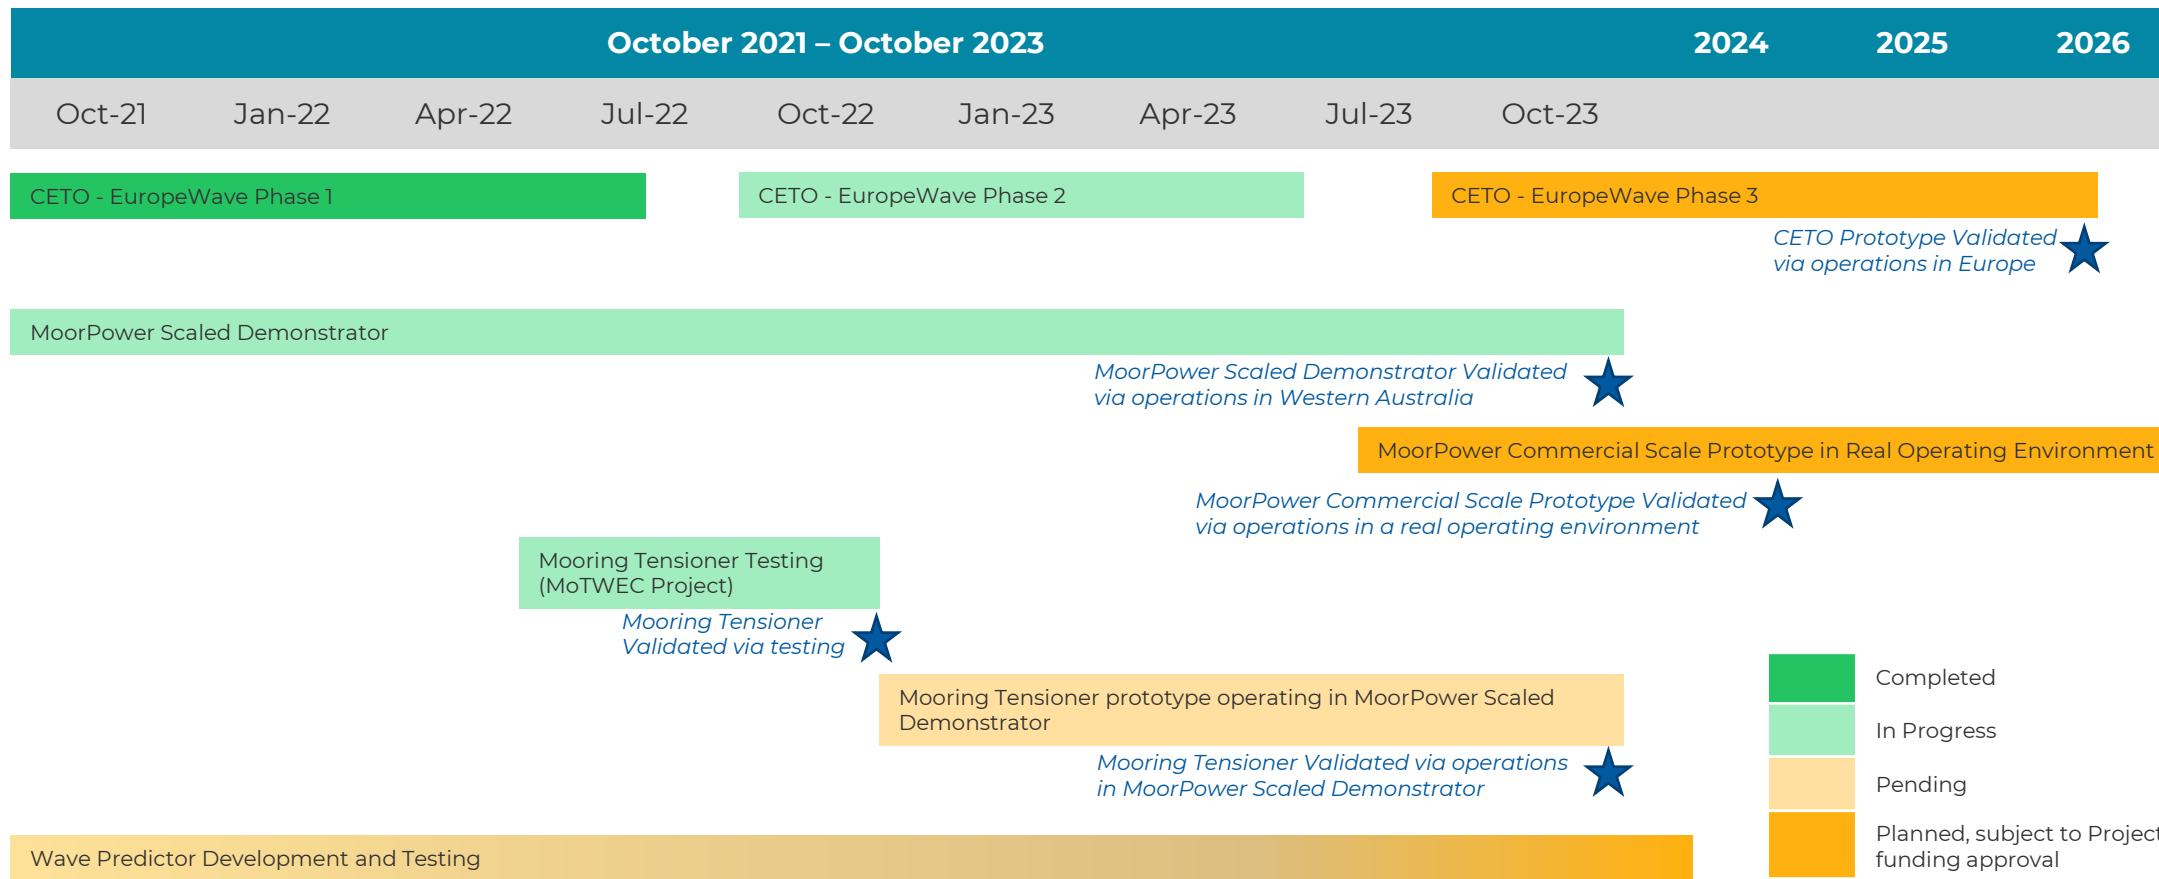 October 2021 – October 2023 2024 2025 2026
Oct-21 Jan-22 Apr-22 Jul-22 Oct-22 Jan-23 Apr-23 Jul-23 Oct-23
CETO - EuropeWave Phase 1
CETO - EuropeWave Phase 2
CETO - EuropeWave Phase 3
CETO Prototype Validated
via operations in Europe
MoorPower Scaled Demonstrator
MoorPower Scaled Demonstrator Validated
via operations in Western Australia
MoorPower Commercial Scale Prototype in Real Operating Environment
MoorPower Commercial Scale Prototype Validated
via operations in a real operating environment
Mooring Tensioner Testing
(MoTWEC Project)
Mooring Tensioner
Validated via testing
Mooring Tensioner prototype operating in MoorPower Scaled
Demonstrator
Mooring Tensioner Validated via operations
in MoorPower Scaled Demonstrator
Wave Predictor Development and Testing
Completed
In Progress
Pending
Planned, subject to Project
funding approval